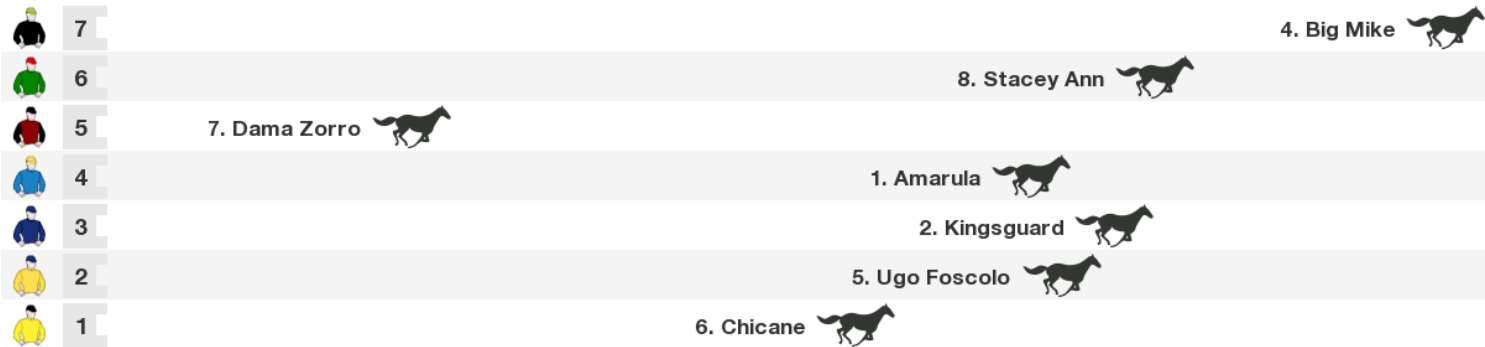 7 4. Big Mike
6 8. Stacey Ann
5 7. Dama Zorro
4 1. Amarula
3 2. Kingsguard
2 5. Ugo Foscolo
1 6. Chicane